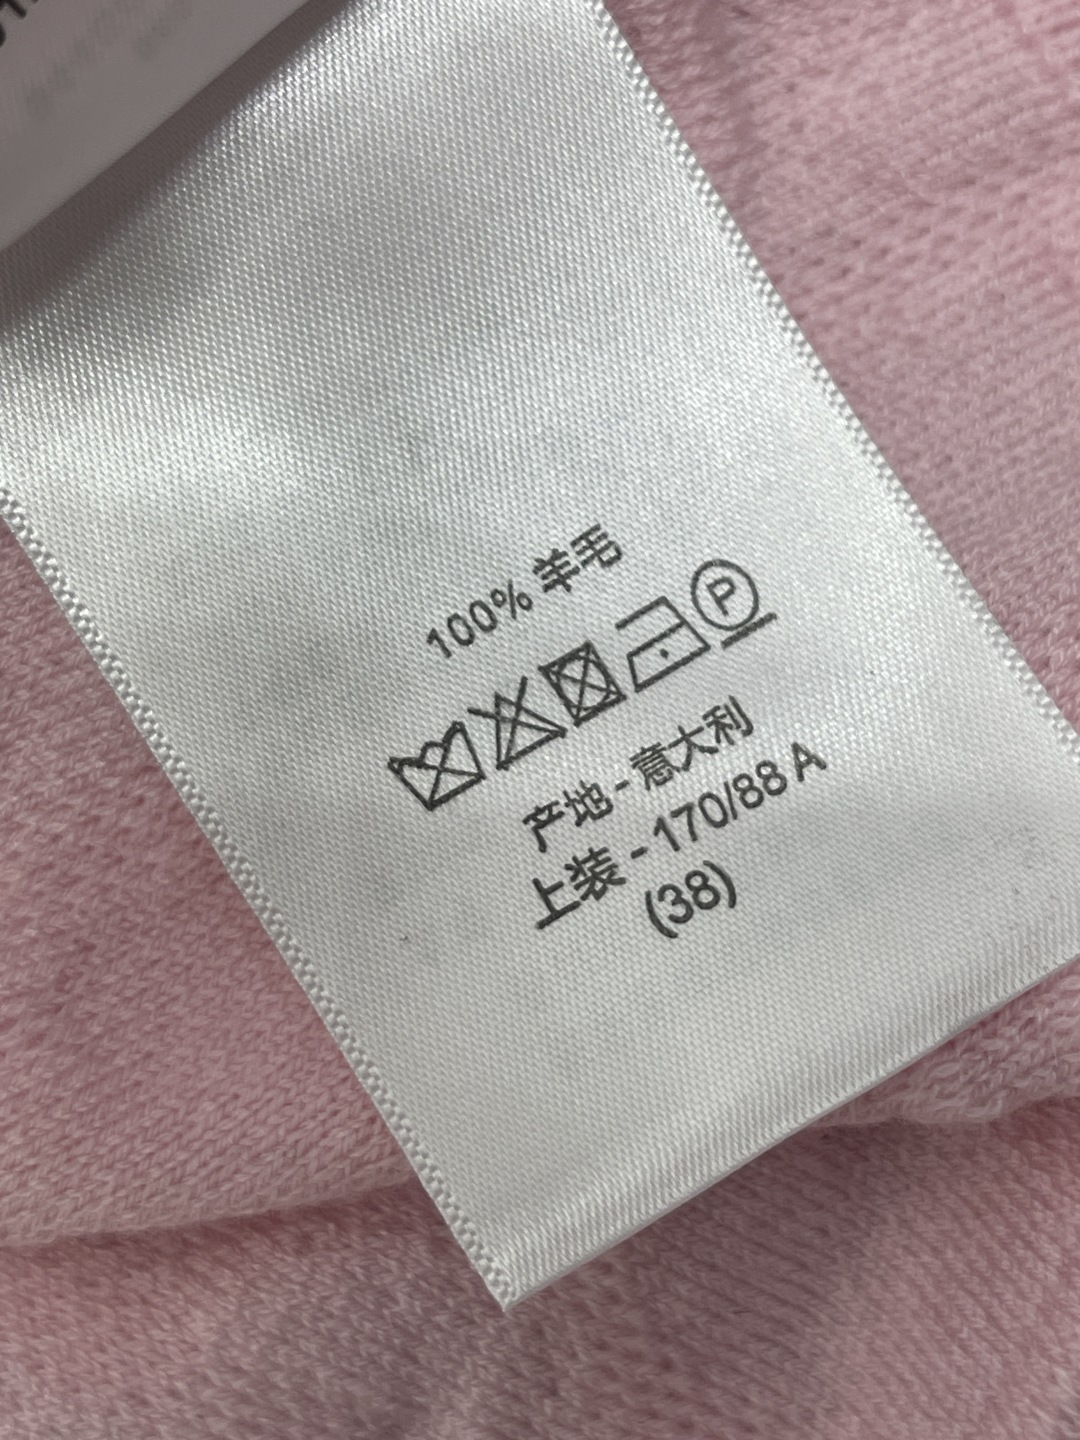 100% 羊毛
P
产地 - 意大利
上装 - 170/88 A
(38)